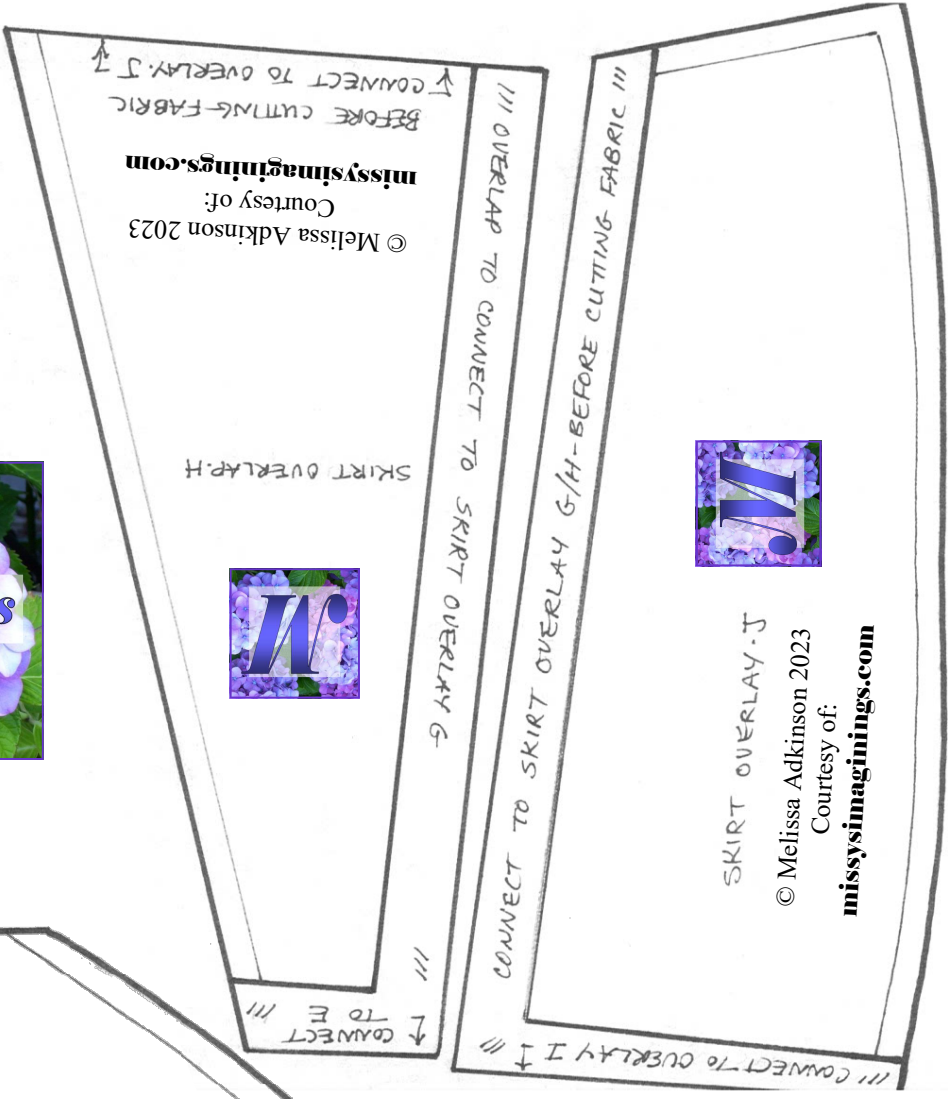 ↓ CONNECT TO OVERLAY.J ↓
BEFORE CUTTING FABRIC
missysimaginings.com
Courtesy of:
© Melissa Adkinson 2023
SKIRT OVERLAP.H
M
/// OVERLAP TO CONNECT TO SKIRT OVERLAY G ///
↑ CONNECT
TO E ///
CONNECT TO SKIRT OVERLAY G/H-BEFORE CUTTING FABRIC ///
M
SKIRT OVERLAY.J
© Melissa Adkinson 2023
Courtesy of:
missysimaginings.com
/// CONNECT TO OVERLAY I ↕ ///
s